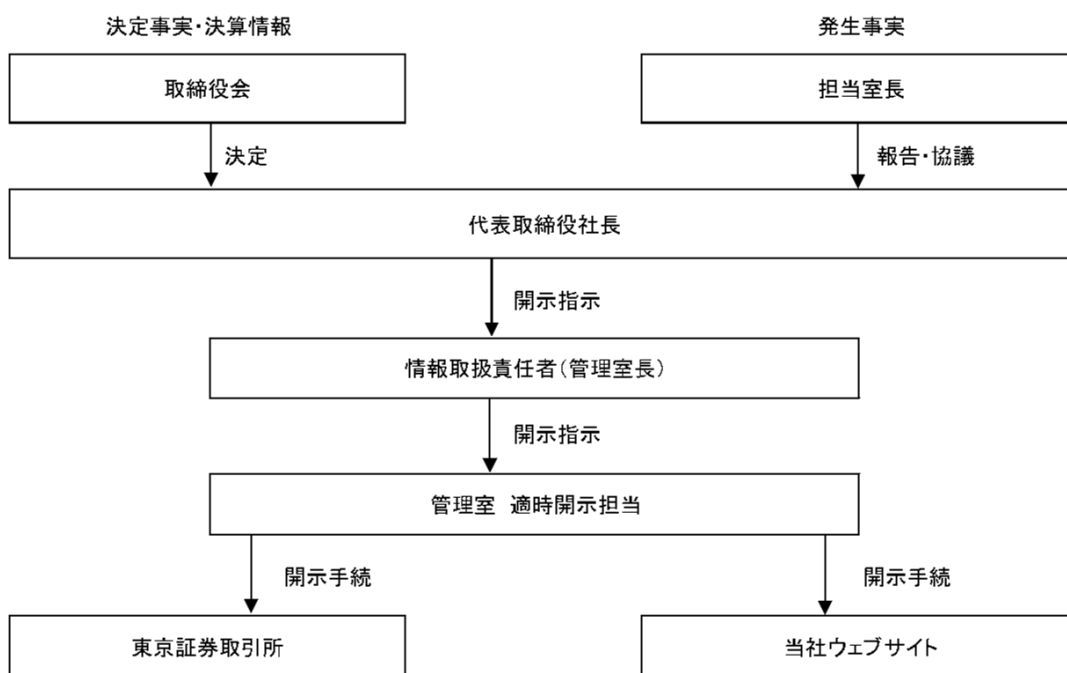 決定事実・決算情報
発生事実
取締役会
担当室長
決定
報告・協議
代表取締役社長
開示指示
情報取扱責任者(管理室長)
開示指示
管理室 適時開示担当
開示手続
開示手続
東京証券取引所
当社ウェブサイト